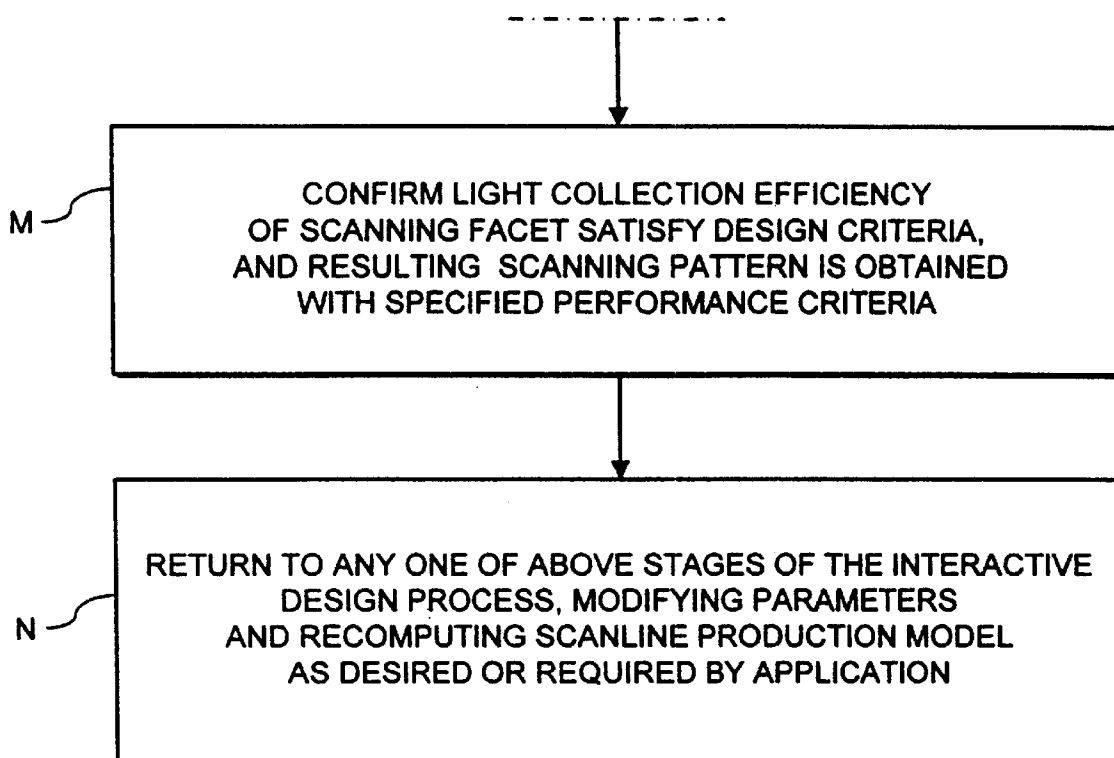 M
CONFIRM LIGHT COLLECTION EFFICIENCY
OF SCANNING FACET SATISFY DESIGN CRITERIA,
AND RESULTING SCANNING PATTERN IS OBTAINED
WITH SPECIFIED PERFORMANCE CRITERIA
N
RETURN TO ANY ONE OF ABOVE STAGES OF THE INTERACTIVE
DESIGN PROCESS, MODIFYING PARAMETERS
AND RECOMPUTING SCANLINE PRODUCTION MODEL
AS DESIRED OR REQUIRED BY APPLICATION